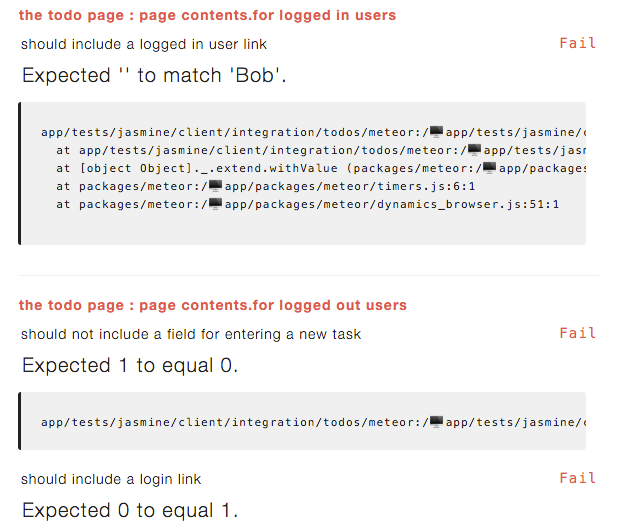 the todo page : page contents.for logged in users
should include a logged in user link Fail
Expected '' to match 'Bob'.
app/tests/jasmine/client/integration/todos/meteor:/🖥️app/tests/jasmine/c
at app/tests/jasmine/client/integration/todos/meteor:/🖥️app/tests/jasm
at [object Object]._.extend.withValue (packages/meteor:/🖥️app/packages
at packages/meteor:/🖥️app/packages/meteor/timers.js:6:1
at packages/meteor:/🖥️app/packages/meteor/dynamics_browser.js:51:1
the todo page : page contents.for logged out users
should not include a field for entering a new task Fail
Expected 1 to equal 0.
app/tests/jasmine/client/integration/todos/meteor:/🖥️app/tests/jasmine/c
should include a login link Fail
Expected 0 to equal 1.